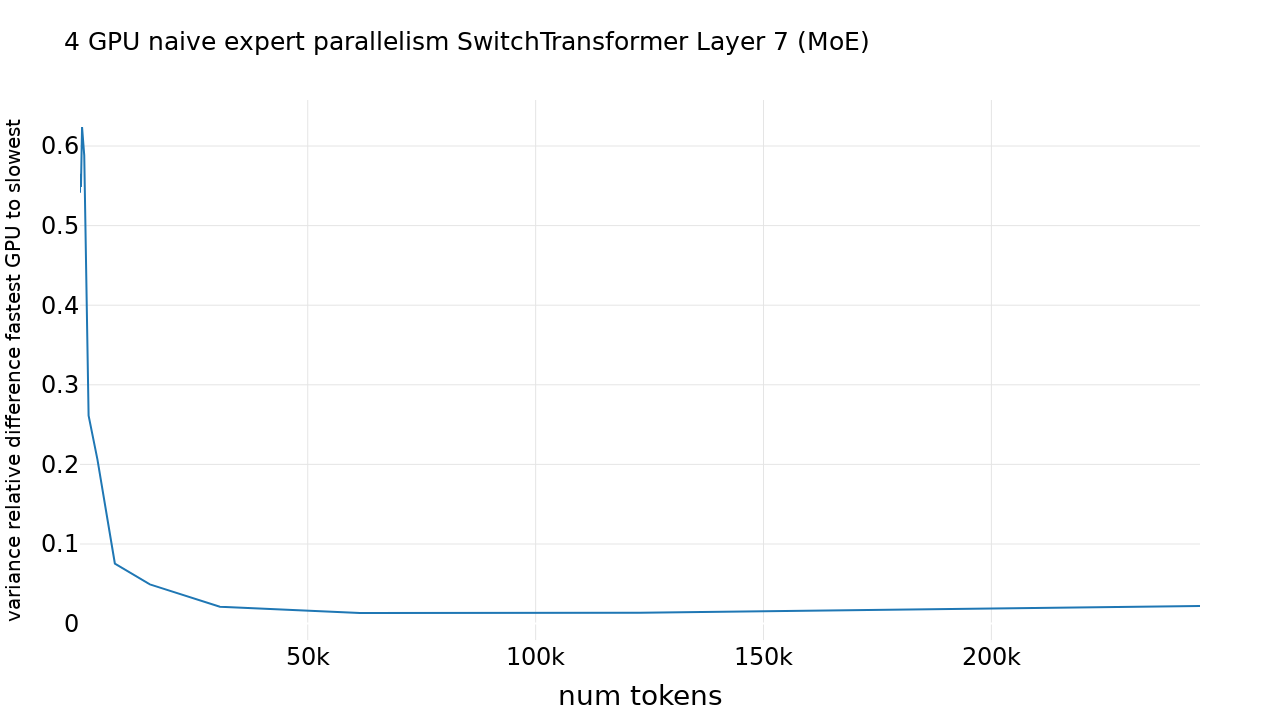 4 GPU naive expert parallelism SwitchTransformer Layer 7 (MoE)
variance relative difference fastest GPU to slowest
0.6
0.5
0.4
0.3
0.2
0.1
0
50k
100k
150k
200k
num tokens